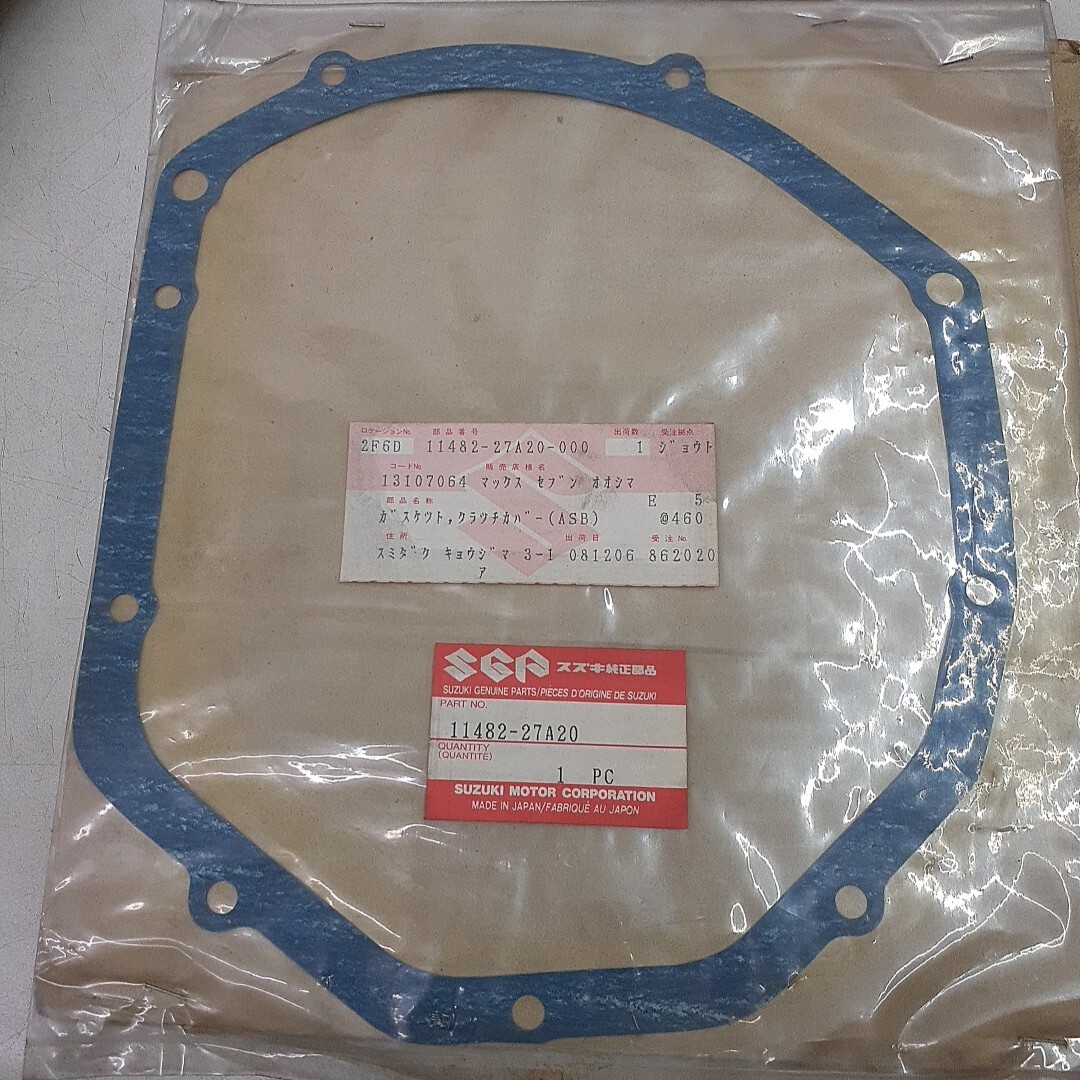 ロケーションNo. 部品番号 出荷数 受注拠点
2F6D 11482-27A20-000 1 ジョウト
コードNo. 販売店様名
13107064 マックス セブン オオシマ
部品名称 E 5
ガスケツト,クラツチカバー(ASB) @460
住所 出荷日 受注No.
スミダク キョウジマ 3-1 081206 862020
ア
SGP スズキ純正部品
SUZUKI GENUINE PARTS/PIÈCES D'ORIGINE DE SUZUKI
PART NO.
11482-27A20
QUANTITY
(QUANTITE)
1 PC
SUZUKI MOTOR CORPORATION
MADE IN JAPAN/FABRIQUÉ AU JAPON